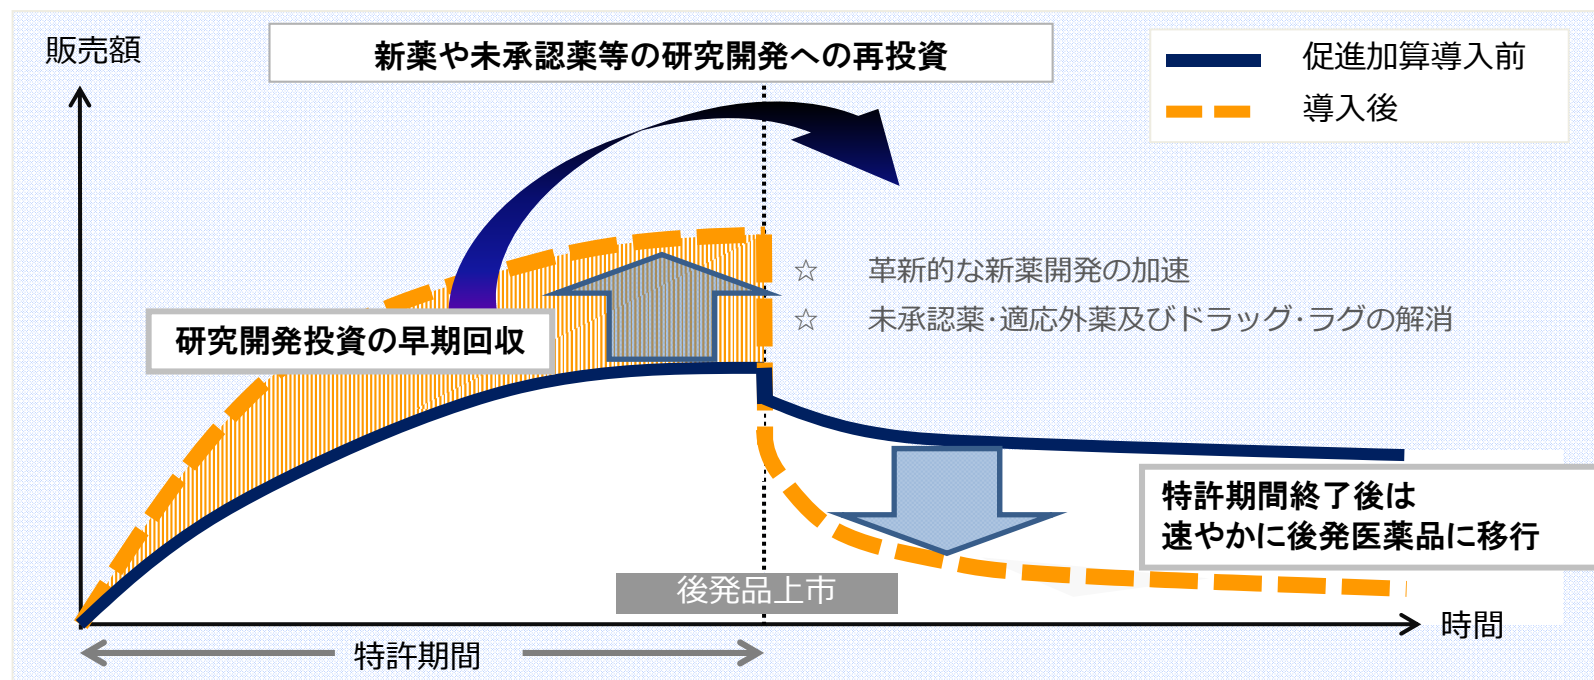 販売額
新薬や未承認薬等の研究開発への再投資
促進加算導入前
導入後
☆ 革新的な新薬開発の加速
☆ 未承認薬・適応外薬及びドラッグ・ラグの解消
研究開発投資の早期回収
特許期間終了後は
速やかに後発医薬品に移行
後発品上市
時間
特許期間